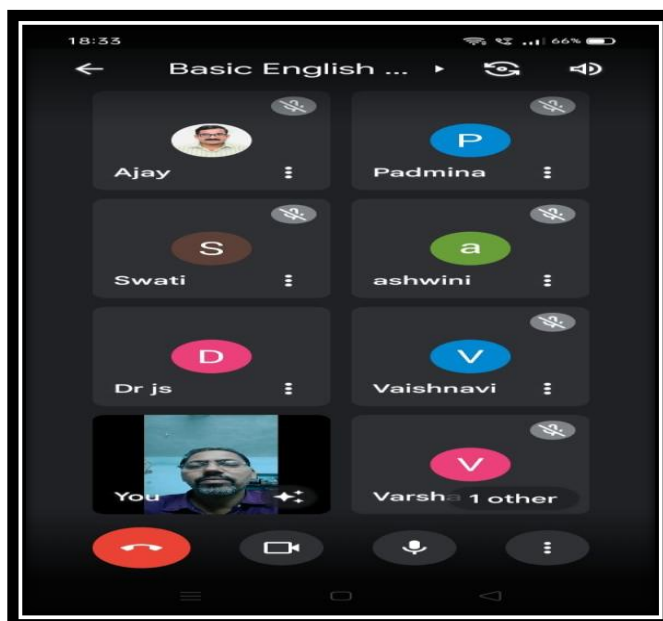 18:33 66%
Basic English ...
P
Ajay Padmina
S a
Swati ashwini
D V
Dr js Vaishnavi
V
You Varsha 1 other